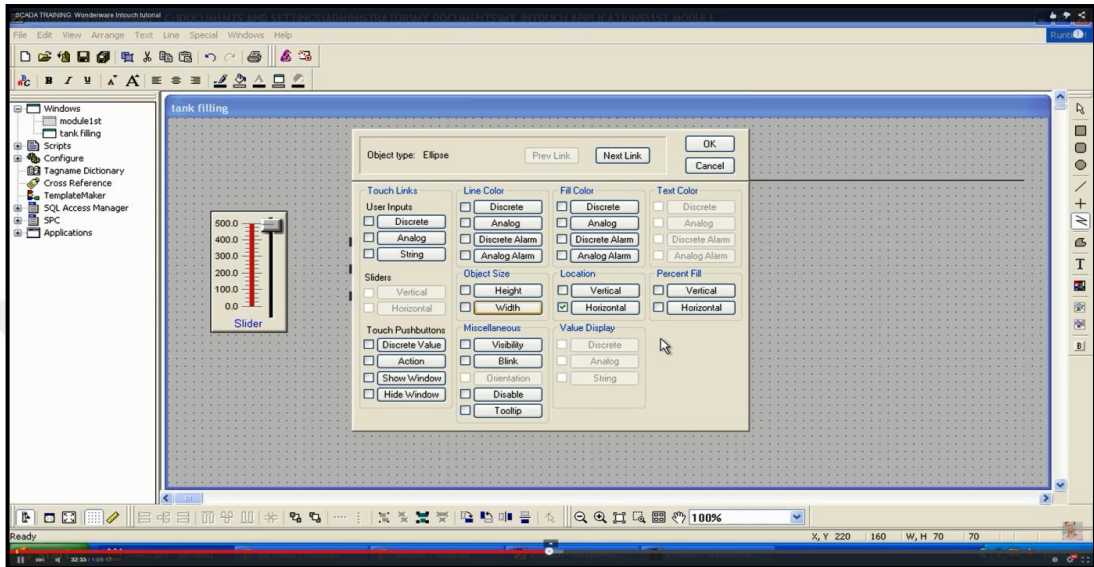 SCADA TRAINING. Wonderware Intouch tutorial
File Edit View Arrange Text Line Special Windows Help
Windows
module1st
tank filling
Scripts
Configure
Tagname Dictionary
Cross Reference
TemplateMaker
SQL Access Manager
SPC
Applications
tank filling
500.0
400.0
300.0
200.0
100.0
0.0
Slider
Object type: Ellipse
Prev Link
Next Link
OK
Cancel
Touch Links
User Inputs
Discrete
Analog
String
Sliders
Vertical
Horizontal
Touch Pushbuttons
Discrete Value
Action
Show Window
Hide Window
Line Color
Discrete
Analog
Discrete Alarm
Analog Alarm
Object Size
Height
Width
Miscellaneous
Visibility
Blink
Orientation
Disable
Tooltip
Fill Color
Discrete
Analog
Discrete Alarm
Analog Alarm
Location
Vertical
Horizontal
Value Display
Discrete
Analog
String
Text Color
Discrete
Analog
Discrete Alarm
Analog Alarm
Percent Fill
Vertical
Horizontal
100%
Ready
X, Y 220 160 W, H 70 70